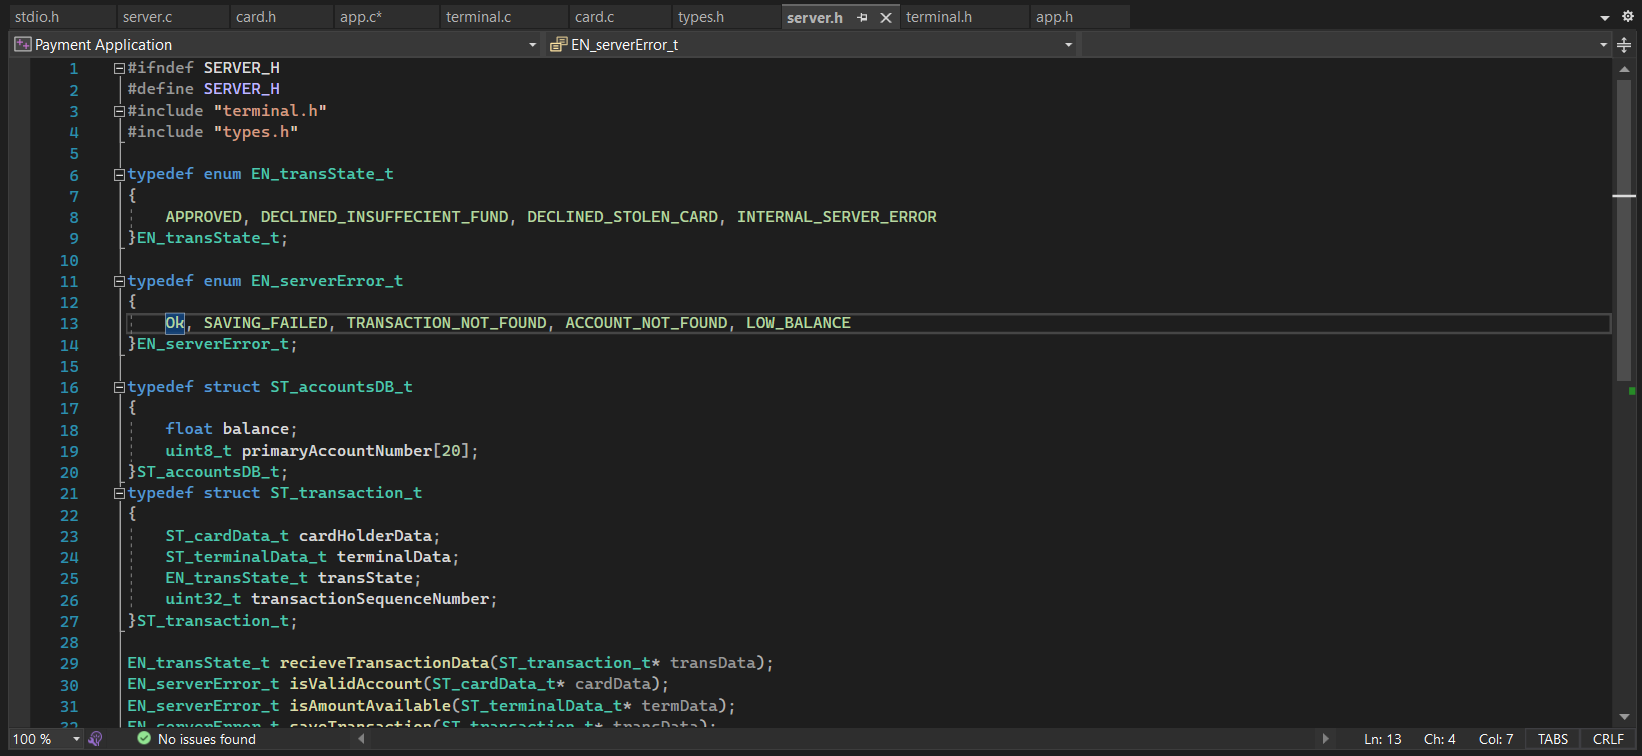 stdio.h server.c card.h app.c* terminal.c card.c types.h server.h terminal.h app.h
Payment Application EN_serverError_t
1 #ifndef SERVER_H
2 #define SERVER_H
3 #include "terminal.h"
4 #include "types.h"
5
6 typedef enum EN_transState_t
7 {
8 APPROVED, DECLINED_INSUFFECIENT_FUND, DECLINED_STOLEN_CARD, INTERNAL_SERVER_ERROR
9 }EN_transState_t;
10
11 typedef enum EN_serverError_t
12 {
13 Ok, SAVING_FAILED, TRANSACTION_NOT_FOUND, ACCOUNT_NOT_FOUND, LOW_BALANCE
14 }EN_serverError_t;
15
16 typedef struct ST_accountsDB_t
17 {
18 float balance;
19 uint8_t primaryAccountNumber[20];
20 }ST_accountsDB_t;
21 typedef struct ST_transaction_t
22 {
23 ST_cardData_t cardHolderData;
24 ST_terminalData_t terminalData;
25 EN_transState_t transState;
26 uint32_t transactionSequenceNumber;
27 }ST_transaction_t;
28
29 EN_transState_t recieveTransactionData(ST_transaction_t* transData);
30 EN_serverError_t isValidAccount(ST_cardData_t* cardData);
31 EN_serverError_t isAmountAvailable(ST_terminalData_t* termData);
32 EN_serverError_t saveTransaction(ST_transaction_t* transData);
100 % No issues found Ln: 13 Ch: 4 Col: 7 TABS CRLF